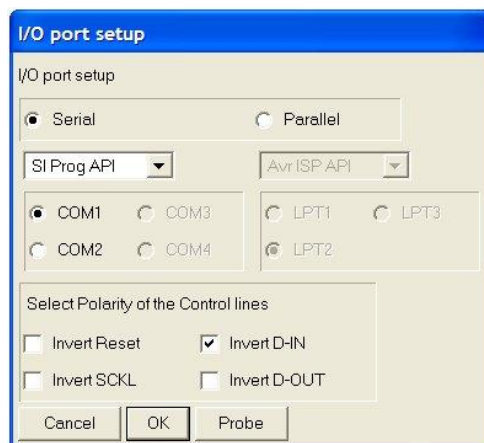 I/O port setup
I/O port setup
Serial Parallel
SI Prog API Avr ISP API
COM1 COM3 LPT1 LPT3
COM2 COM4 LPT2
Select Polarity of the Control lines
Invert Reset Invert D-IN
Invert SCKL Invert D-OUT
Cancel OK Probe